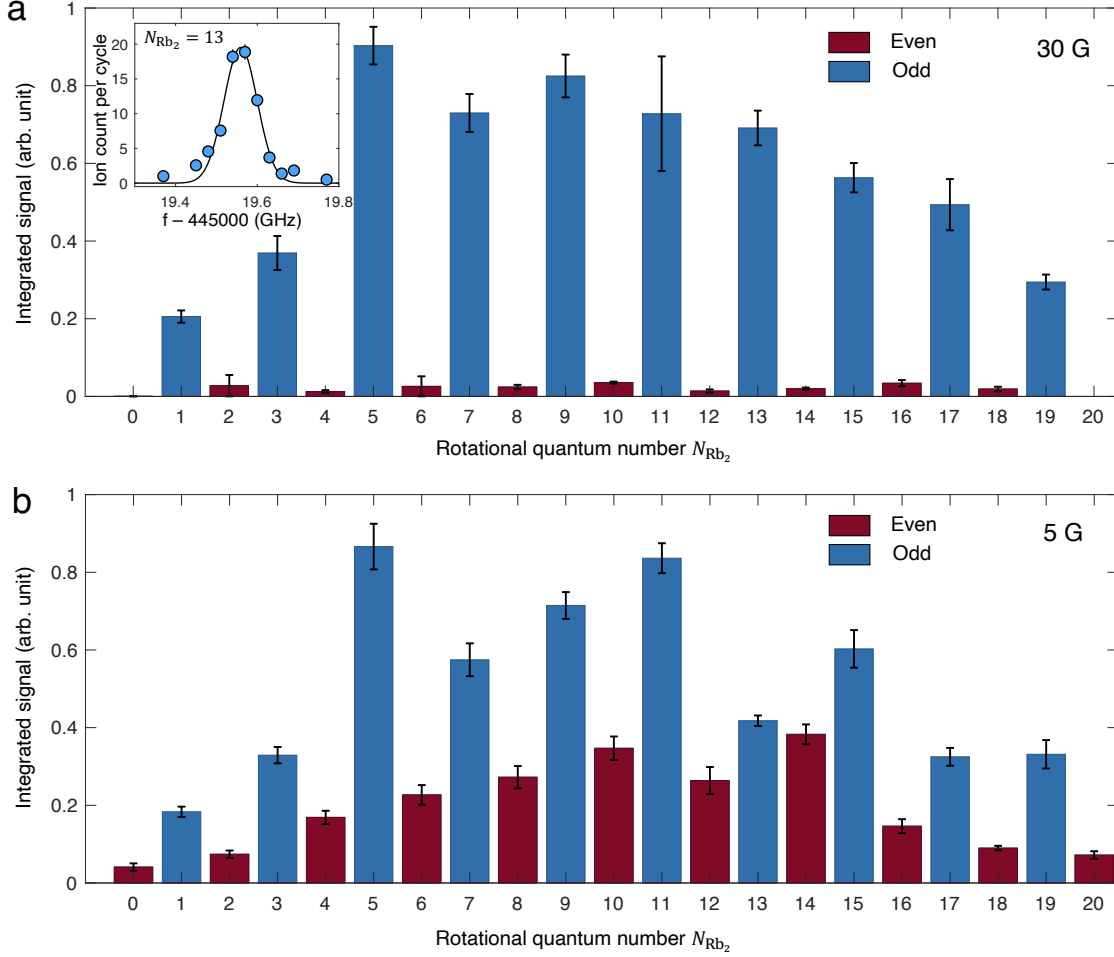 a
N_Rb₂ = 13
Ion count per cycle
20
15
10
5
0
19.4 19.6 19.8
f – 445000 (GHz)
Even
Odd
30 G
Integrated signal (arb. unit)
1
0.8
0.6
0.4
0.2
0
0 1 2 3 4 5 6 7 8 9 10 11 12 13 14 15 16 17 18 19 20
Rotational quantum number N_Rb₂
b
Even
Odd
5 G
Integrated signal (arb. unit)
1
0.8
0.6
0.4
0.2
0
0 1 2 3 4 5 6 7 8 9 10 11 12 13 14 15 16 17 18 19 20
Rotational quantum number N_Rb₂